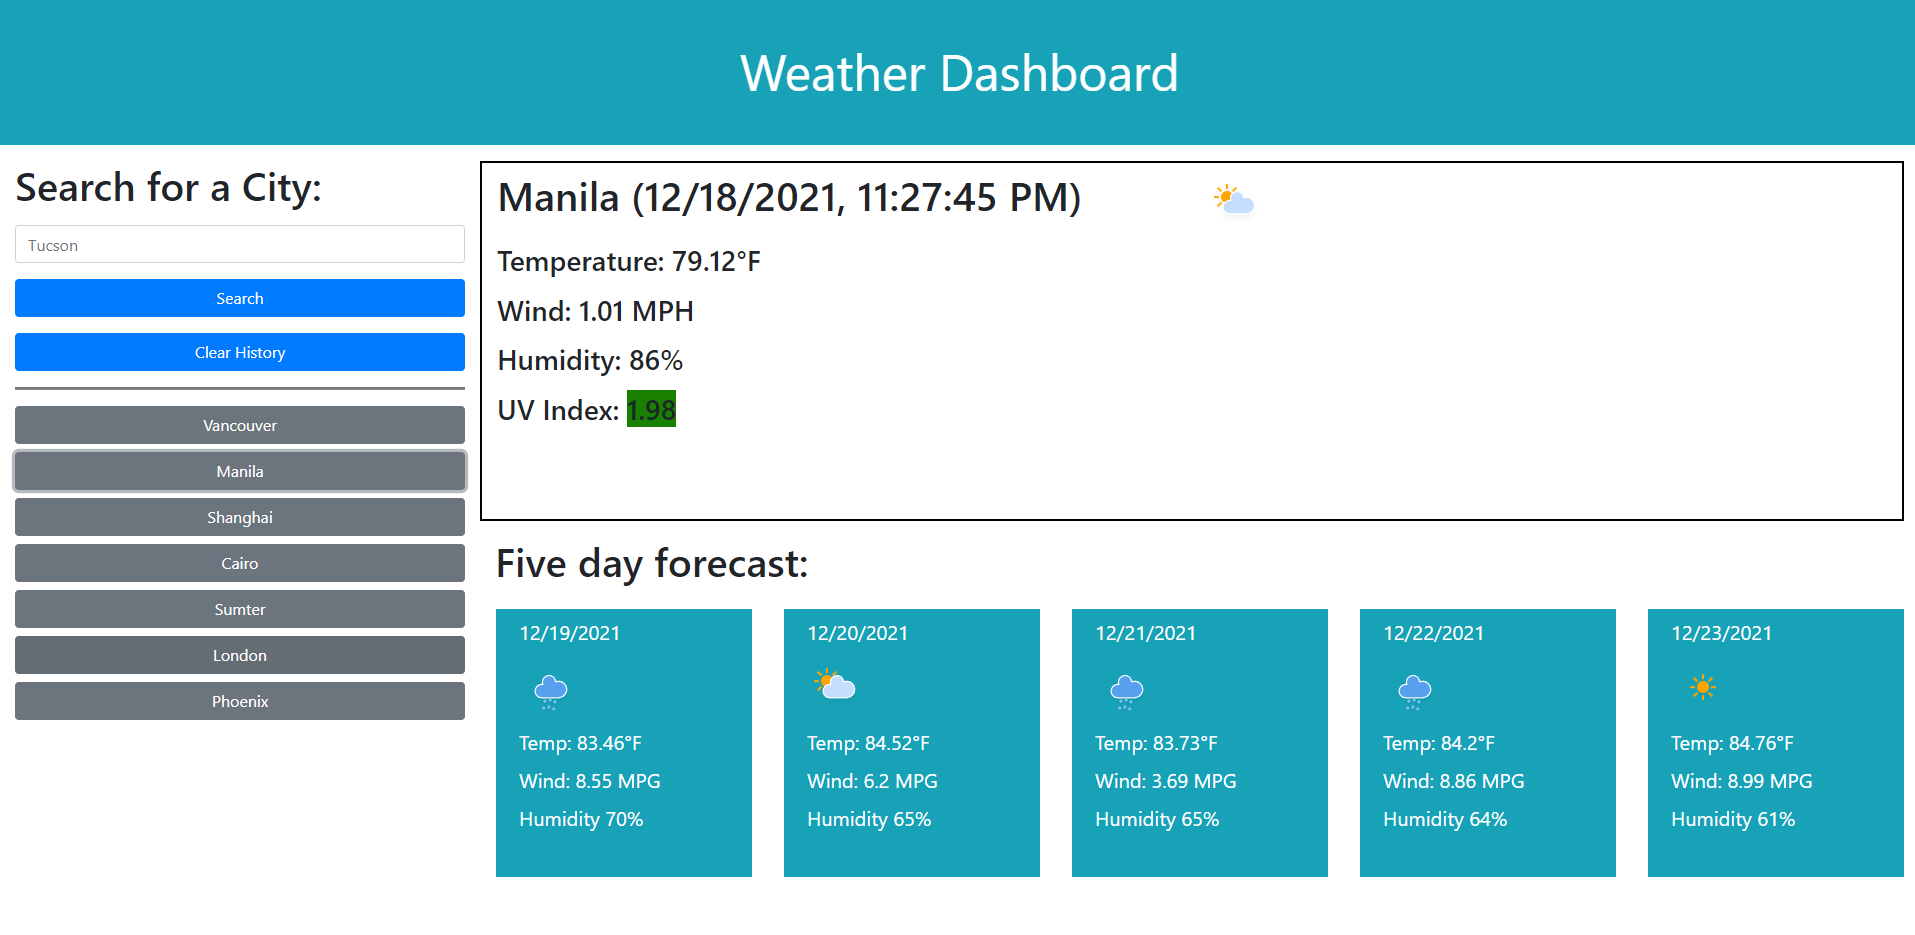 Weather Dashboard
Search for a City:
Tucson
Search
Clear History
Vancouver
Manila
Shanghai
Cairo
Sumter
London
Phoenix
Manila (12/18/2021, 11:27:45 PM)
Temperature: 79.12°F
Wind: 1.01 MPH
Humidity: 86%
UV Index: 1.98
Five day forecast:
12/19/2021
Temp: 83.46°F
Wind: 8.55 MPG
Humidity 70%
12/20/2021
Temp: 84.52°F
Wind: 6.2 MPG
Humidity 65%
12/21/2021
Temp: 83.73°F
Wind: 3.69 MPG
Humidity 65%
12/22/2021
Temp: 84.2°F
Wind: 8.86 MPG
Humidity 64%
12/23/2021
Temp: 84.76°F
Wind: 8.99 MPG
Humidity 61%